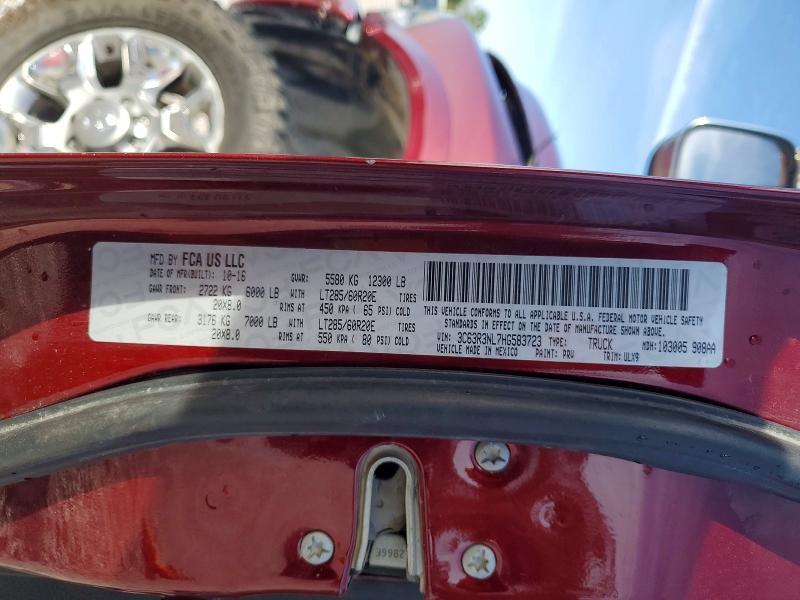 MFD BY FCA US LLC
DATE OF MFR(BUILT): 10-16 GVWR: 5580 KG 12300 LB
GAWR FRONT: 2722 KG 6000 LB WITH LT285/60R20E TIRES
20X8.0 RIMS AT 450 KPA ( 65 PSI) COLD
GAWR REAR: 3176 KG 7000 LB WITH LT285/60R20E TIRES
20X8.0 RIMS AT 550 KPA ( 80 PSI) COLD
THIS VEHICLE CONFORMS TO ALL APPLICABLE U.S.A. FEDERAL MOTOR VEHICLE SAFETY
STANDARDS IN EFFECT ON THE DATE OF MANUFACTURE SHOWN ABOVE.
VIN: 3C63R3NL7HG583723 TYPE: TRUCK MDH:103005 908AA
VEHICLE MADE IN MEXICO PAINT: PRV TRIM: ULX9
39982